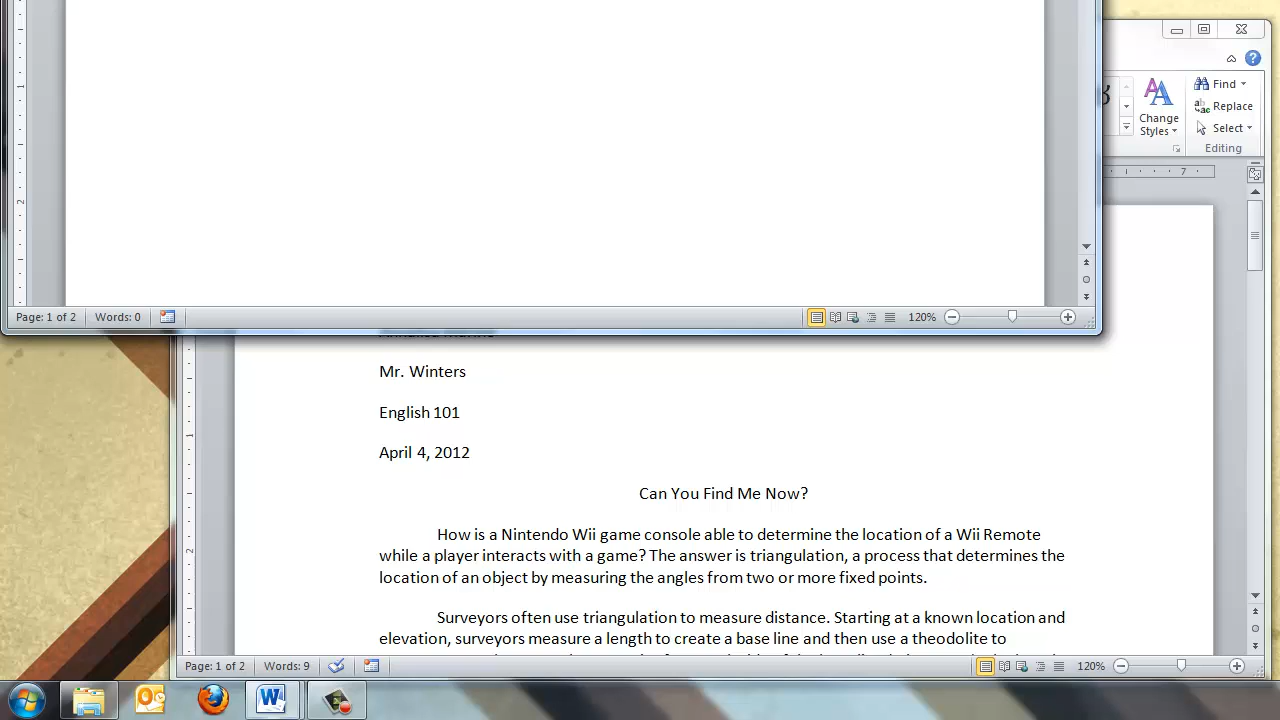 Find
Replace
Change
Styles
Select
Editing
1
2
7
Page: 1 of 2 Words: 0 120%
Mr. Winters
English 101
1
April 4, 2012
Can You Find Me Now?
How is a Nintendo Wii game console able to determine the location of a Wii Remote
2
while a player interacts with a game? The answer is triangulation, a process that determines the
location of an object by measuring the angles from two or more fixed points.
Surveyors often use triangulation to measure distance. Starting at a known location and
elevation, surveyors measure a length to create a base line and then use a theodolite to
Page: 1 of 2 Words: 9 120%